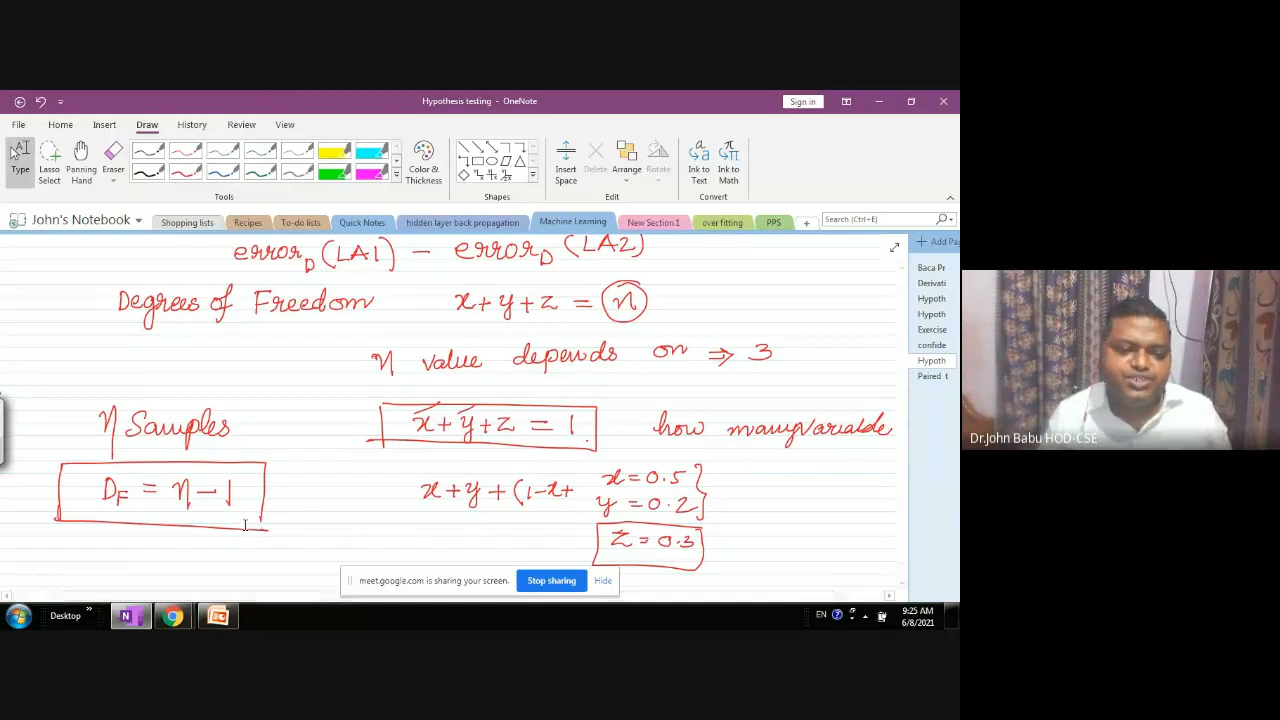 Hypothesis testing - OneNote
Sign in
File Home Insert Draw History Review View
Type Lasso Select Panning Hand Eraser Color & Thickness Insert Space Delete Arrange Rotate Ink to Text Ink to Math
Tools Shapes Edit Convert
John's Notebook Shopping lists Recipes To-do lists Quick Notes hidden layer back propagation Machine Learning New Section 1 over fitting PPS Search (Ctrl+E)
error_D (LA1) - error_D (LA2)
Add Pa
Baca Pr
Derivati
Hypoth
Hypoth
Exercise
confide
Hypoth
Paired t
Degrees of Freedom x+y+z = n
n value depends on ⇒ 3
n Samples x+y+z = 1. how many variable
D_F = n-1 x+y+(1-x+ x=0.5
y=0.2
z=0.3
Dr.John Babu HOD-CSE
meet.google.com is sharing your screen. Stop sharing Hide
Desktop EN 9:25 AM
6/8/2021